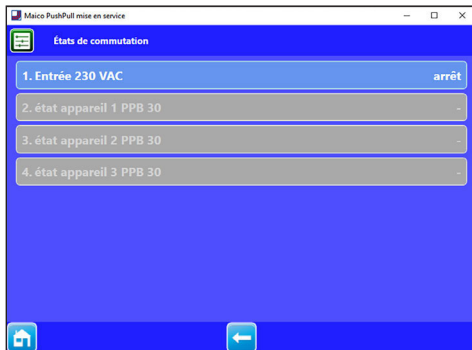 Maico PushPull mise en service
États de commutation
1. Entrée 230 VAC arrêt
2. état appareil 1 PPB 30 -
3. état appareil 2 PPB 30 -
4. état appareil 3 PPB 30 -